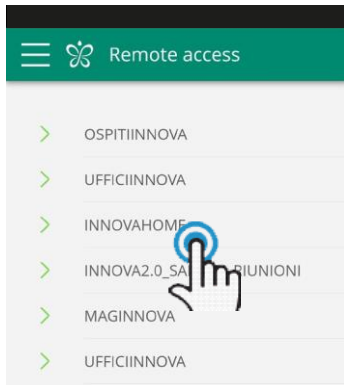 Remote access
OSPITIINNOVA
UFFICIINNOVA
INNOVAHOME
INNOVA2.0_SA RIUNIONI
MAGINNOVA
UFFICIINNOVA